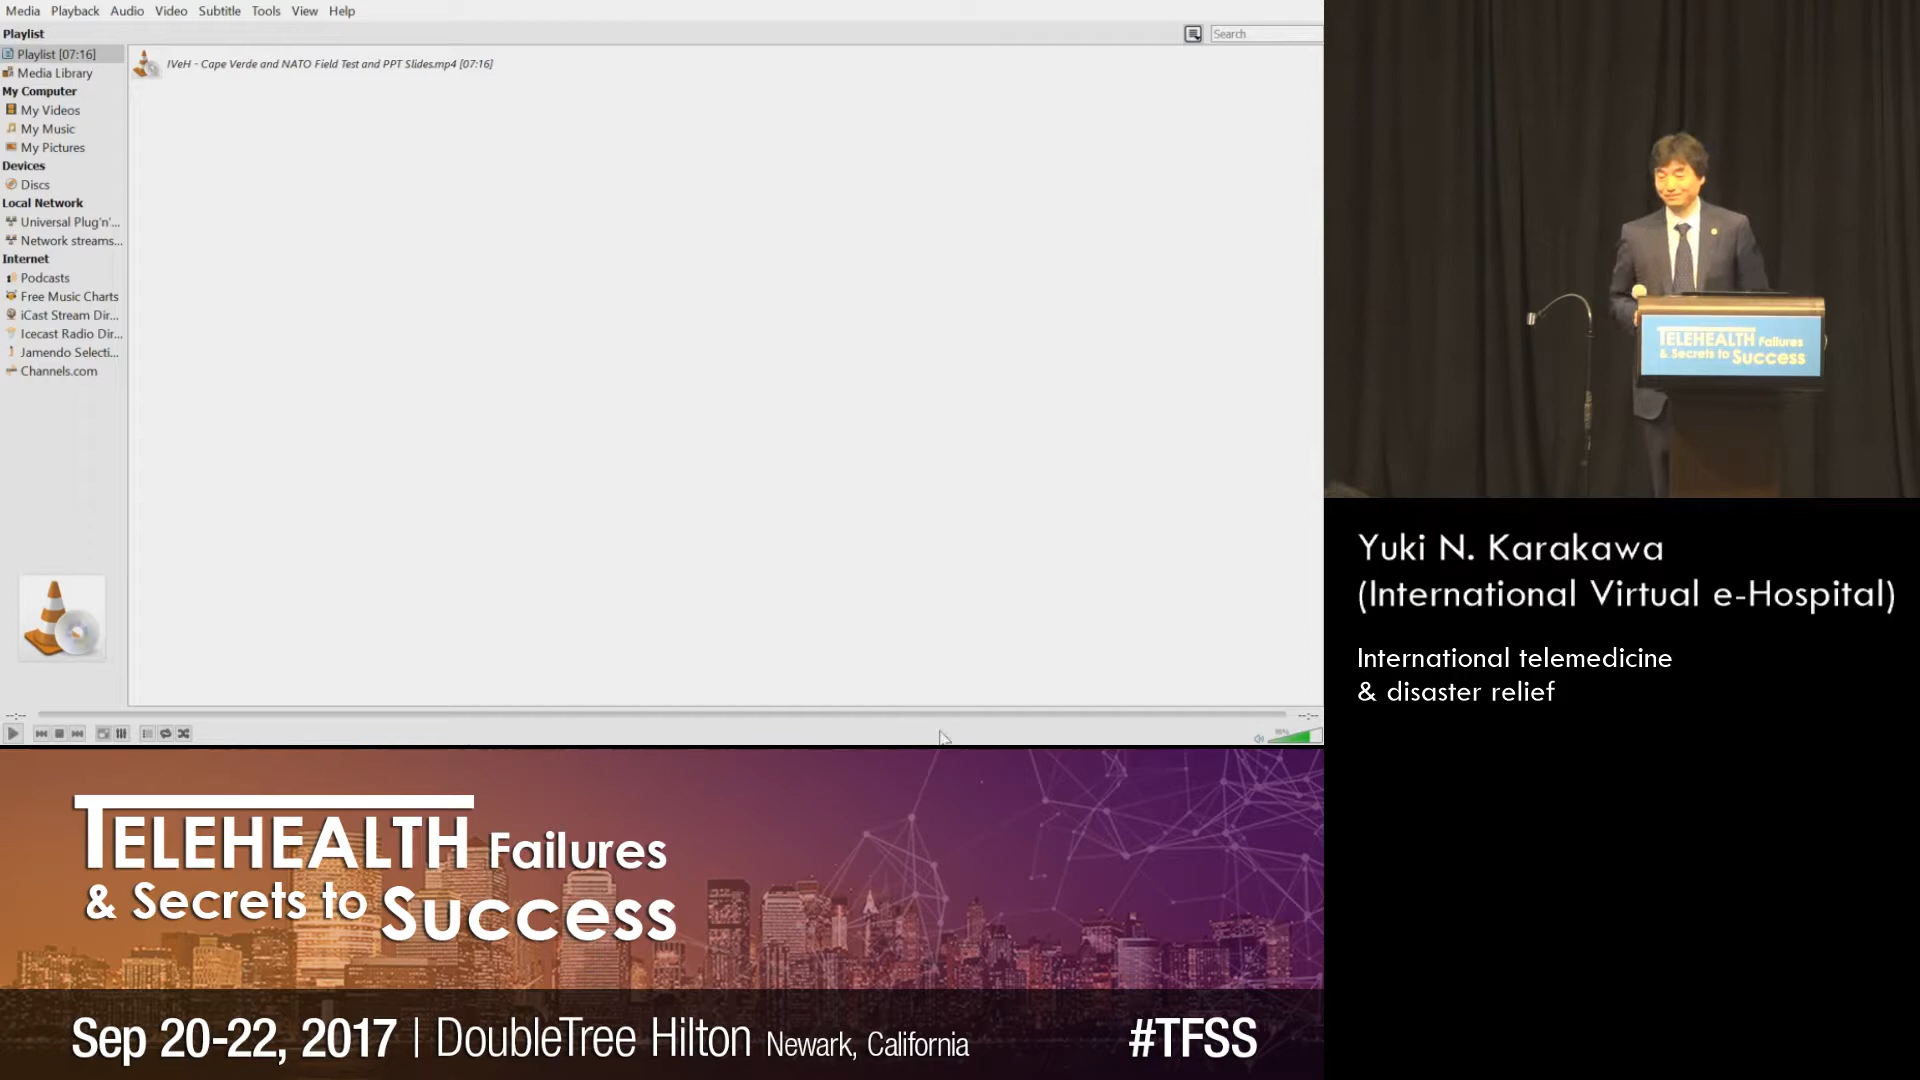 Media Playback Audio Video Subtitle Tools View Help
Playlist
Search
Playlist [07:16]
IVeH - Cape Verde and NATO Field Test and PPT Slides.mp4 [07:16]
Media Library
My Computer
My Videos
My Music
My Pictures
Devices
Discs
Local Network
Universal Plug'n'...
Network streams...
Internet
Podcasts
Free Music Charts
iCast Stream Dir...
Icecast Radio Dir...
Jamendo Selecti...
Channels.com
--:--
--:--
TELEHEALTH Failures
& Secrets to Success
Yuki N. Karakawa
(International Virtual e-Hospital)
International telemedicine
& disaster relief
TELEHEALTH Failures
& Secrets to Success
Sep 20-22, 2017 | DoubleTree Hilton Newark, California
#TFSS